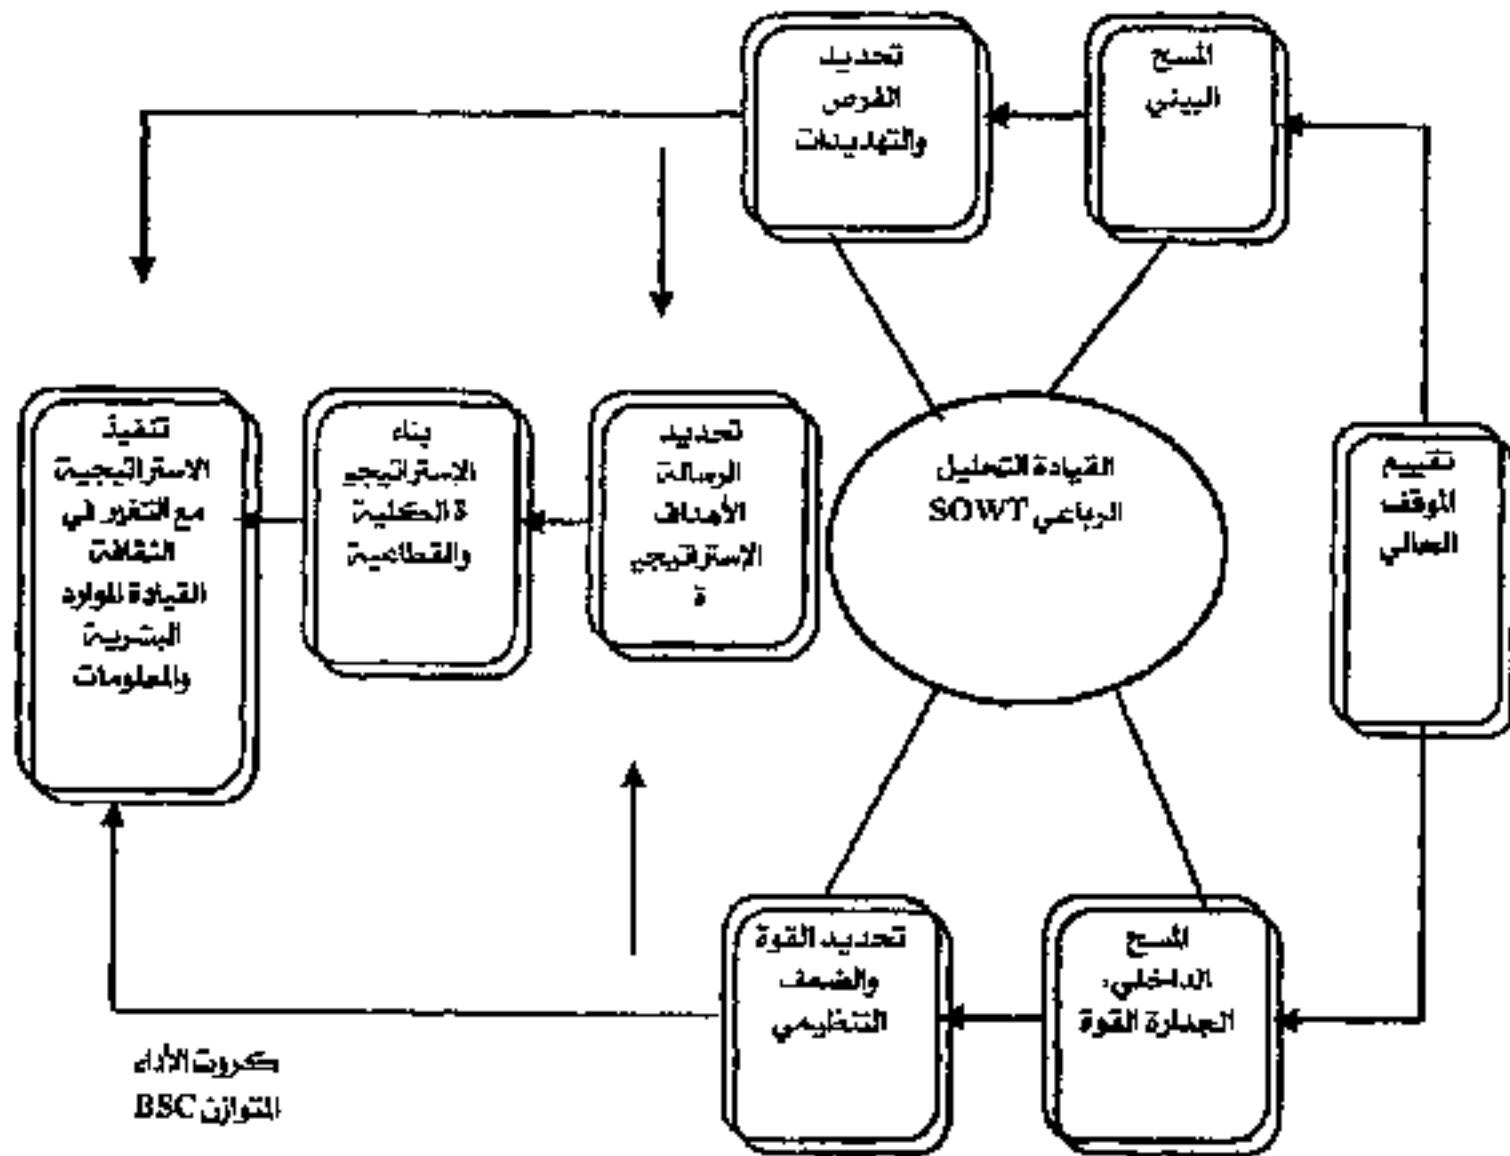 المسح
البيئي
تحديد
الفرص
والتهديدات
تقييم
الموقف
الحالي
القيادة التحليل
الرباعي SOWT
تحديد
الرسالة
الأهداف
الاستراتيجي
ة
بناء
الإستراتيجي
ة الكلية
والقطاعية
تنفيذ
الاستراتيجية
مع التغير في
الثقافة
القيادة الموارد
البشرية
والمعلومات
المسح
الداخلي،
الجدارة القوة
تحديد القوة
والضعف
التنظيمي
كروت الأداء
المتوازن BSC